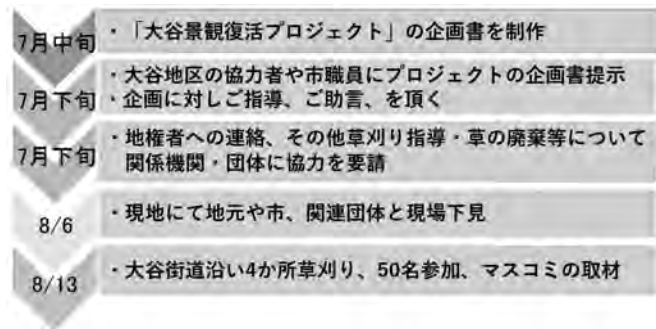 7月中旬
・「大谷景観復活プロジェクト」の企画書を制作
7月下旬
・大谷地区の協力者や市職員にプロジェクトの企画書提示
・企画に対しご指導、ご助言、を頂く
7月下旬
・地権者への連絡、その他草刈り指導・草の廃棄等について
関係機関・団体に協力を要請
8/6
・現地にて地元や市、関連団体と現場下見
8/13
・大谷街道沿い4か所草刈り、50名参加、マスコミの取材